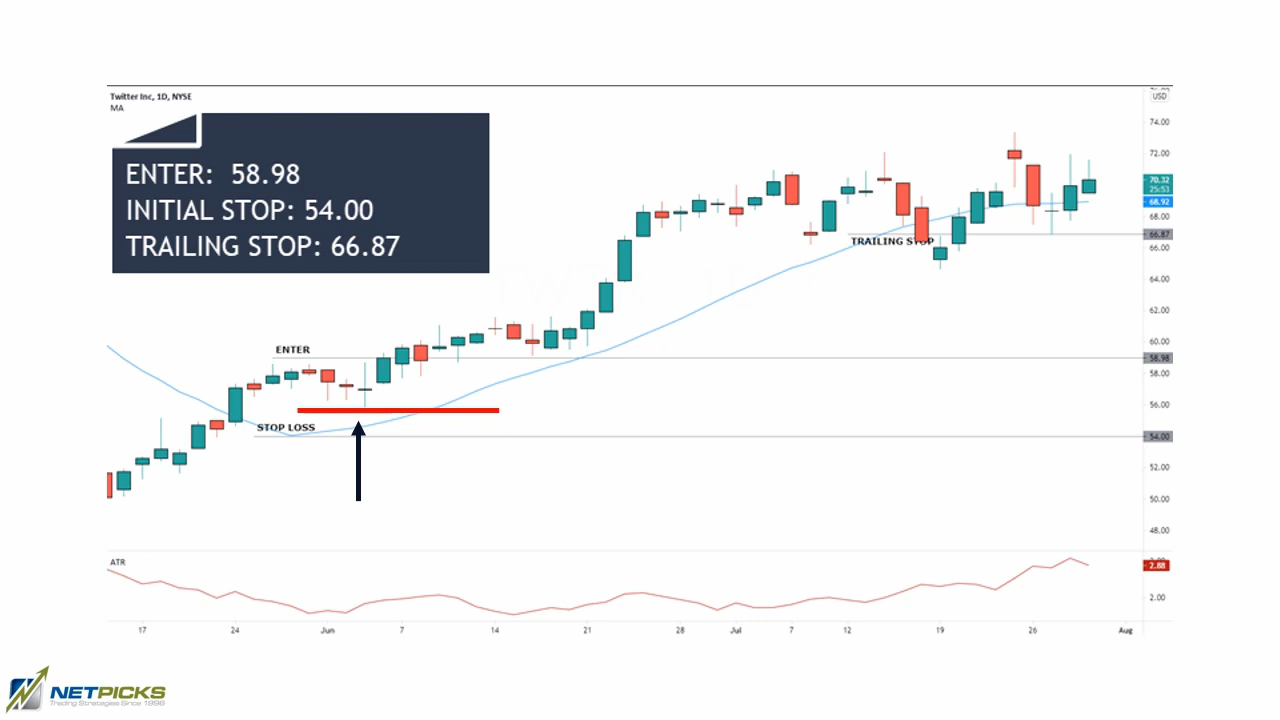 Twitter Inc, 1D, NYSE
MA
USD
ENTER: 58.98
INITIAL STOP: 54.00
TRAILING STOP: 66.87
74.00
72.00
70.32
25:53
68.92
68.00
66.87
TRAILING STOP
66.00
64.00
62.00
60.00
ENTER
58.98
58.00
56.00
STOP LOSS
54.00
52.00
50.00
48.00
ATR
2.88
2.00
17 24 Jun 7 14 21 28 Jul 7 12 19 26 Aug
NETPICKS
Trading Strategies Since 1996